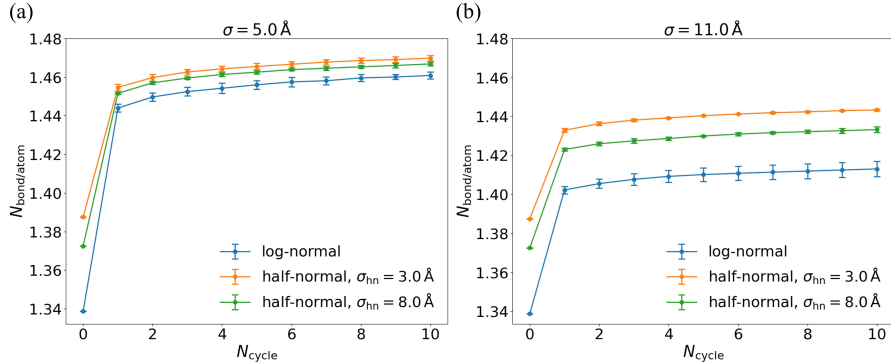 (a)
σ = 5.0 Å
1.48
1.46
1.44
1.42
1.40
1.38
1.36
1.34
N_bond/atom
0 2 4 6 8 10
N_cycle
log-normal
half-normal, σ_hn = 3.0 Å
half-normal, σ_hn = 8.0 Å
(b)
σ = 11.0 Å
1.48
1.46
1.44
1.42
1.40
1.38
1.36
1.34
N_bond/atom
0 2 4 6 8 10
N_cycle
log-normal
half-normal, σ_hn = 3.0 Å
half-normal, σ_hn = 8.0 Å